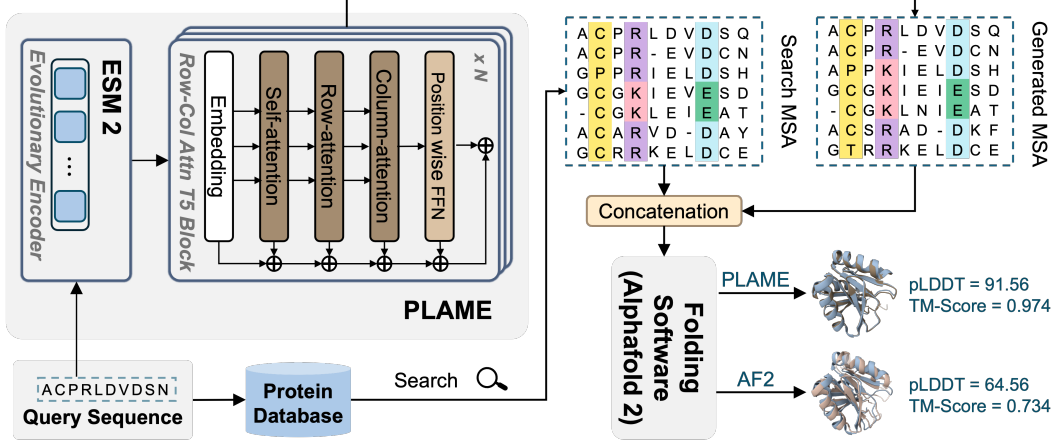 Evolutionary Encoder
ESM 2
...
Row-Col Attn T5 Block
x N
Embedding
Self-attention
Row-attention
Column-attention
Position wise FFN
PLAME
ACPRLDVDSN
Query Sequence
Protein
Database
Search
A C P R L D V D S Q
A C P R - E V D C N
G P P R I E L D S H
G C G K I E V E S D
- C G K L E I E A T
A C A R V D - D A Y
G C R R K E L D C E
Search MSA
A C P R L D V D S Q
A C P R - E V D C N
A P P K I E L D S H
G C G K I E I E S D
- C G K L N I E A T
A C S R A D - D K F
G T R R K E L D C E
Generated MSA
Concatenation
Folding
Software
(Alphafold 2)
PLAME
pLDDT = 91.56
TM-Score = 0.974
AF2
pLDDT = 64.56
TM-Score = 0.734